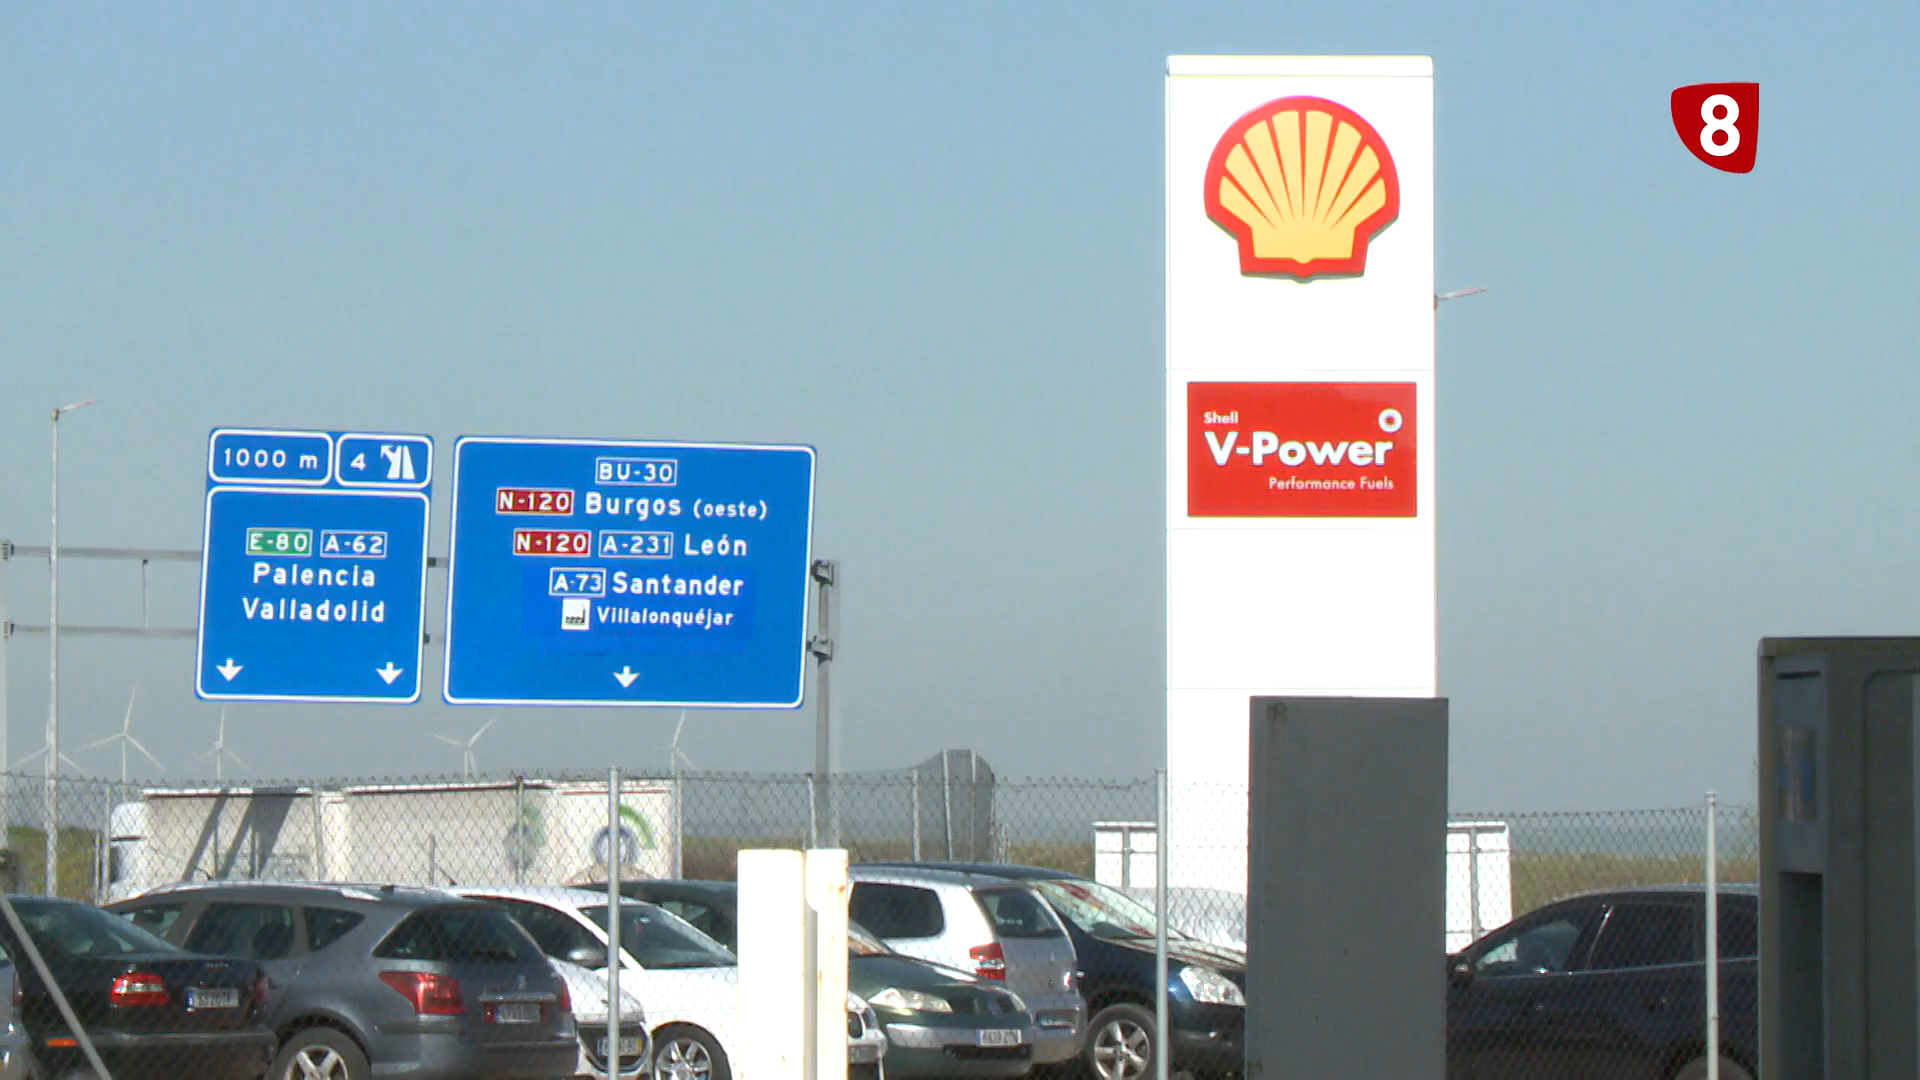 8
1000 m
4
E-80 A-62
Palencia
Valladolid
BU-30
N-120 Burgos (oeste)
N-120 A-231 León
A-73 Santander
Villalonquéjar
Shell
V-Power
Performance Fuels